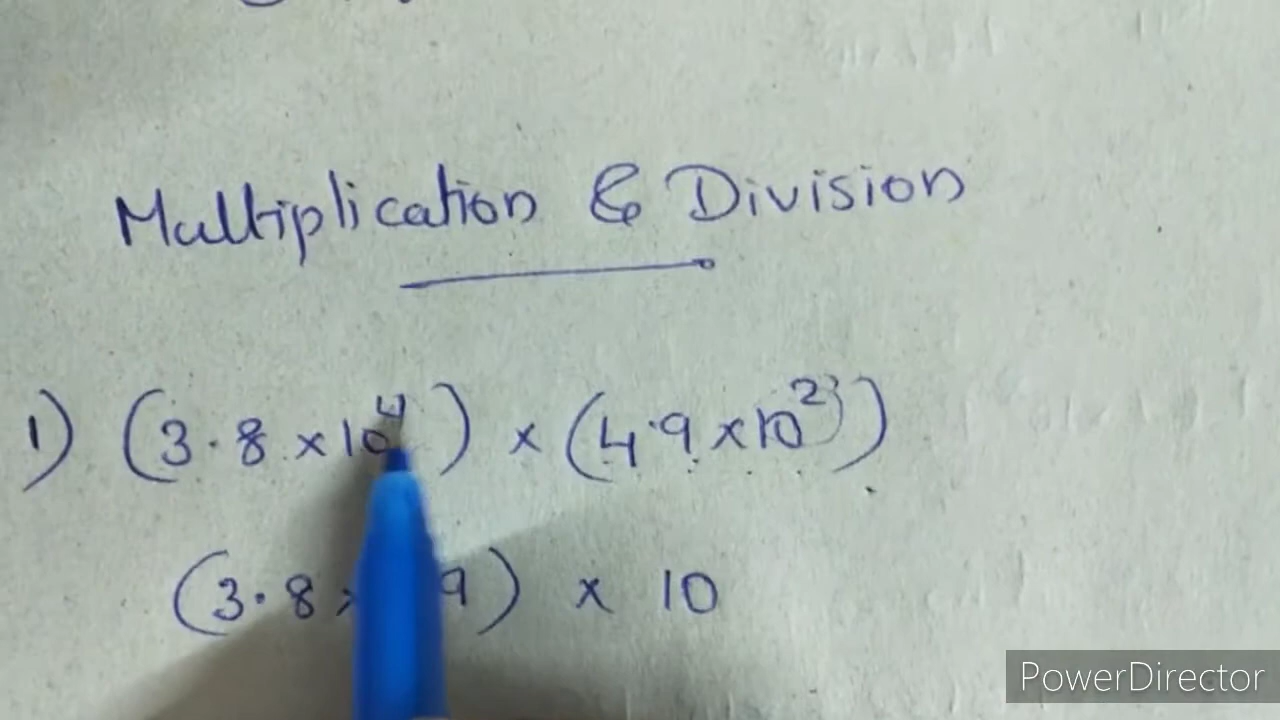 Multiplication & Division
1) (3.8 x 10⁴) x (4.9 x 10²)
(3.8 x 9) x 10
PowerDirector